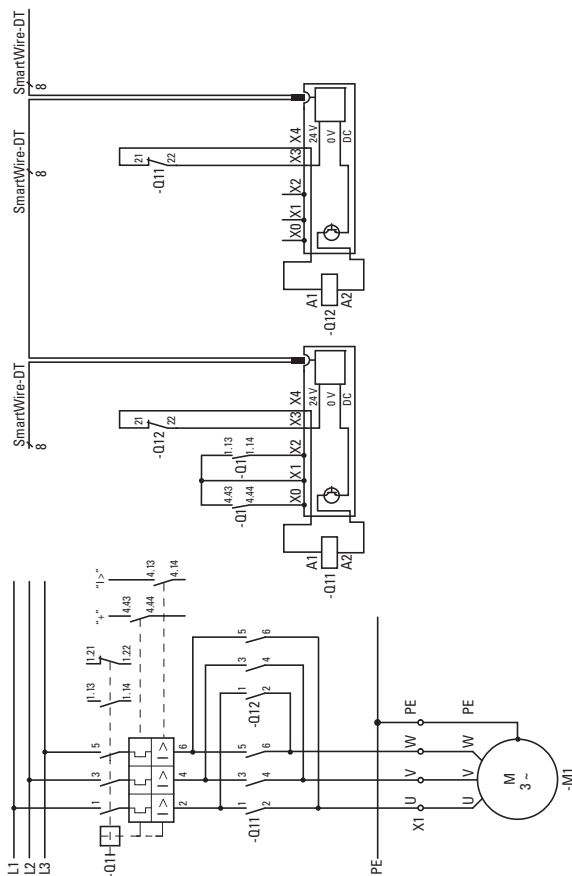 SmartWire-DT
8
SmartWire-DT
8
SmartWire-DT
8
21
22
-Q11
X0
X1
X2
X3
X4
24 V
0 V
DC
A1
A2
-Q12
21
22
-Q12
4.43
4.44
-Q1
1.13
1.14
-Q1
X0
X1
X2
X3
X4
24 V
0 V
DC
A1
A2
-Q11
L1
L2
L3
-Q1
1
3
5
1.13
1.14
1.21
1.22
"+"
4.43
4.44
"I >"
4.13
4.14
I >
I >
I >
2
4
6
-Q11
1
2
3
4
5
6
-Q12
1
2
3
4
5
6
PE
X1
U
V
W
PE
U
V
W
PE
M
3 ~
-M1